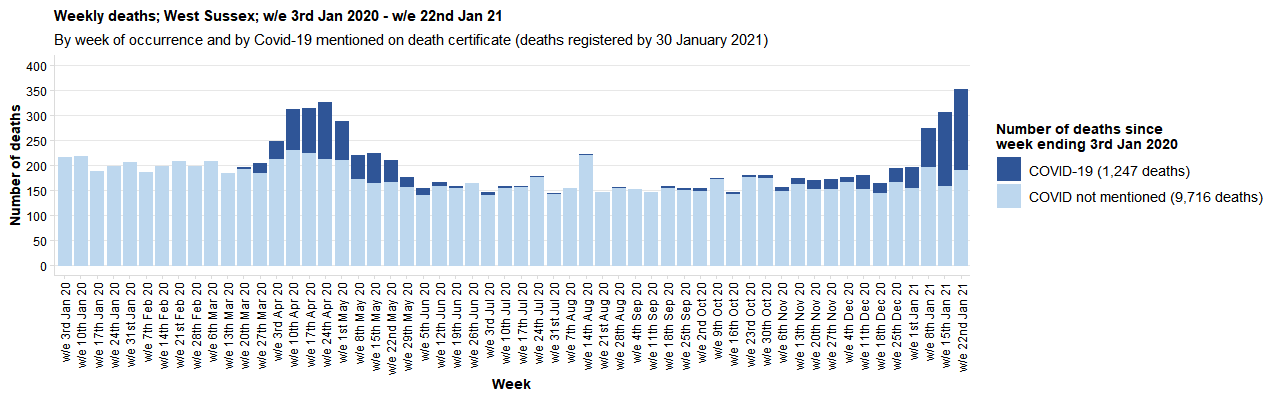 Weekly deaths; West Sussex; w/e 3rd Jan 2020 - w/e 22nd Jan 21
By week of occurrence and by Covid-19 mentioned on death certificate (deaths registered by 30 January 2021)
Number of deaths
400
350
300
250
200
150
100
50
0
w/e 3rd Jan 20
w/e 10th Jan 20
w/e 17th Jan 20
w/e 24th Jan 20
w/e 31st Jan 20
w/e 7th Feb 20
w/e 14th Feb 20
w/e 21st Feb 20
w/e 28th Feb 20
w/e 6th Mar 20
w/e 13th Mar 20
w/e 20th Mar 20
w/e 27th Mar 20
w/e 3rd Apr 20
w/e 10th Apr 20
w/e 17th Apr 20
w/e 24th Apr 20
w/e 1st May 20
w/e 8th May 20
w/e 15th May 20
w/e 22nd May 20
w/e 29th May 20
w/e 5th Jun 20
w/e 12th Jun 20
w/e 19th Jun 20
w/e 26th Jun 20
w/e 3rd Jul 20
w/e 10th Jul 20
w/e 17th Jul 20
w/e 24th Jul 20
w/e 31st Jul 20
w/e 7th Aug 20
w/e 14th Aug 20
w/e 21st Aug 20
w/e 28th Aug 20
w/e 4th Sep 20
w/e 11th Sep 20
w/e 18th Sep 20
w/e 25th Sep 20
w/e 2nd Oct 20
w/e 9th Oct 20
w/e 16th Oct 20
w/e 23rd Oct 20
w/e 30th Oct 20
w/e 6th Nov 20
w/e 13th Nov 20
w/e 20th Nov 20
w/e 27th Nov 20
w/e 4th Dec 20
w/e 11th Dec 20
w/e 18th Dec 20
w/e 25th Dec 20
w/e 1st Jan 21
w/e 8th Jan 21
w/e 15th Jan 21
w/e 22nd Jan 21
Week
Number of deaths since
week ending 3rd Jan 2020
COVID-19 (1,247 deaths)
COVID not mentioned (9,716 deaths)